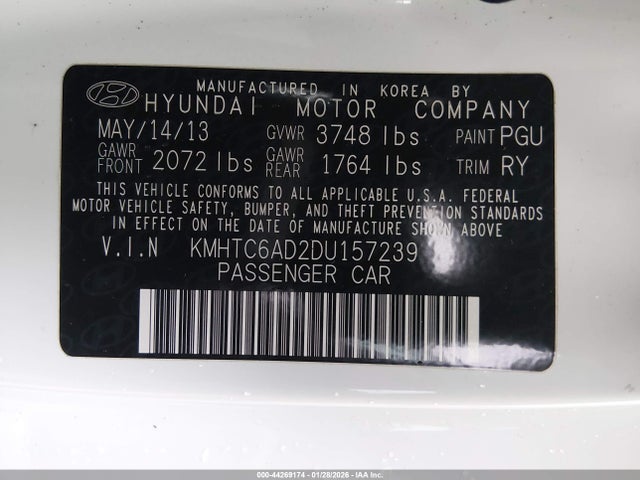 MANUFACTURED IN KOREA BY
HYUNDAI MOTOR COMPANY
MAY/14/13 GVWR 3748 lbs PAINT PGU
GAWR FRONT 2072 lbs GAWR REAR 1764 lbs TRIM RY
THIS VEHICLE CONFORMS TO ALL APPLICABLE U.S.A. FEDERAL
MOTOR VEHICLE SAFETY, BUMPER, AND THEFT PREVENTION STANDARDS
IN EFFECT ON THE DATE OF MANUFACTURE SHOWN ABOVE.
V.I.N KMHTC6AD2DU157239
PASSENGER CAR
000-44269174 - 01/28/2026 - COPART.CA